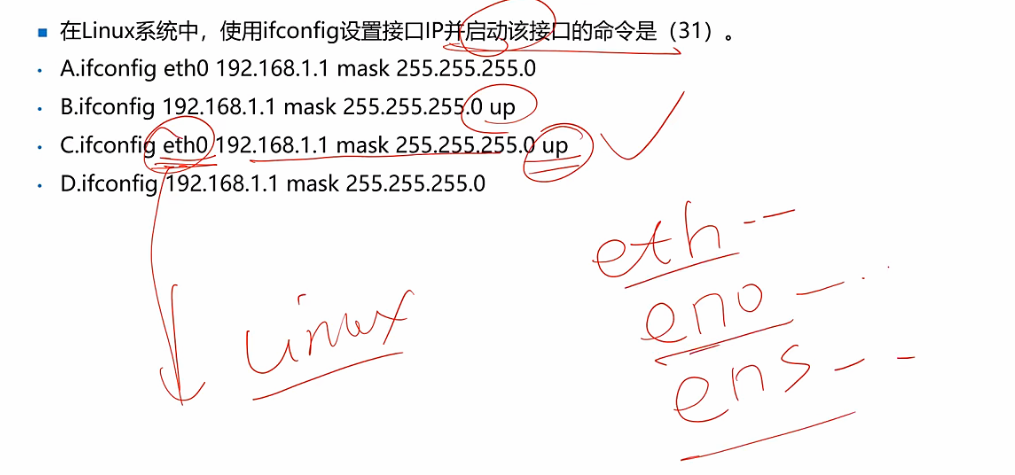 在Linux系统中，使用ifconfig设置接口IP并启动该接口的命令是（31）。
A.ifconfig eth0 192.168.1.1 mask 255.255.255.0
B.ifconfig 192.168.1.1 mask 255.255.255.0 up
C.ifconfig eth0 192.168.1.1 mask 255.255.255.0 up
D.ifconfig 192.168.1.1 mask 255.255.255.0
eth --
eno --
Linux
ens --